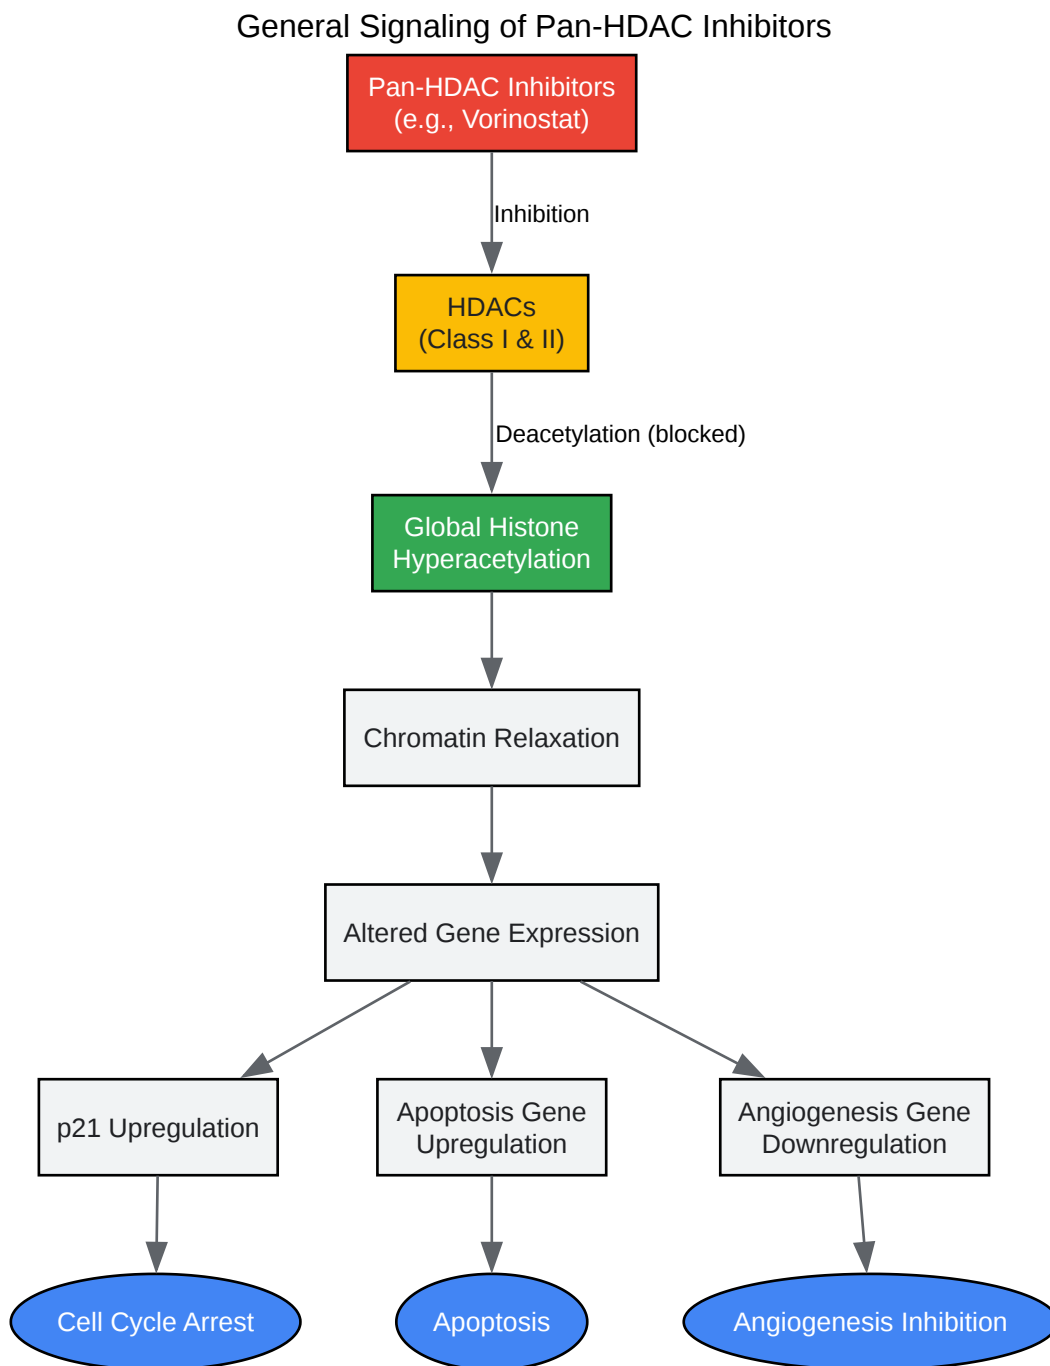 General Signaling of Pan-HDAC Inhibitors
Pan-HDAC Inhibitors
(e.g., Vorinostat)
Inhibition
HDACs
(Class I & II)
Deacetylation (blocked)
Global Histone
Hyperacetylation
Chromatin Relaxation
Altered Gene Expression
p21 Upregulation
Apoptosis Gene
Upregulation
Angiogenesis Gene
Downregulation
Cell Cycle Arrest
Apoptosis
Angiogenesis Inhibition